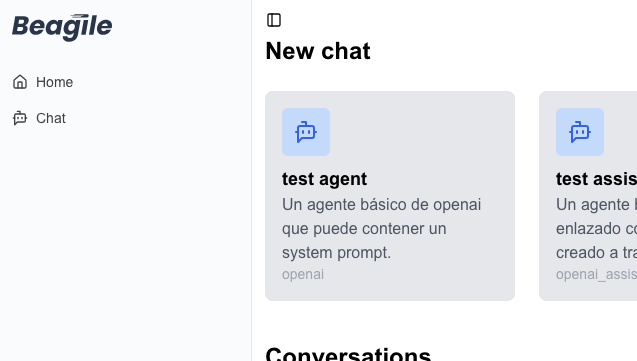 Beagile
Home
Chat
New chat
test agent
Un agente básico de openai
que puede contener un
system prompt.
openai
test assis
Un agente b
enlazado co
creado a tra
openai_assis
Conversations